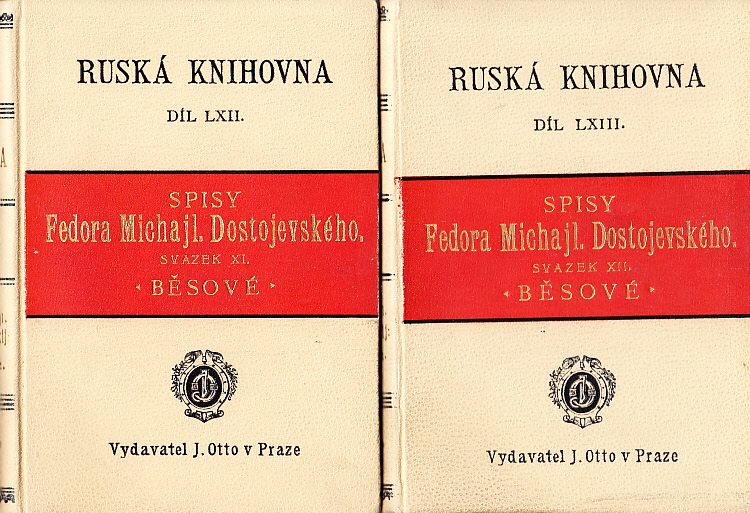 RUSKÁ KNIHOVNA
DÍL LXII.
SPISY
Fedora Michajl. Dostojevského.
SVAZEK XI.
BĚSOVÉ
Vydavatel J. Otto v Praze
RUSKÁ KNIHOVNA
DÍL LXIII.
SPISY
Fedora Michajl. Dostojevského.
SVAZEK XII.
BĚSOVÉ
Vydavatel J. Otto v Praze